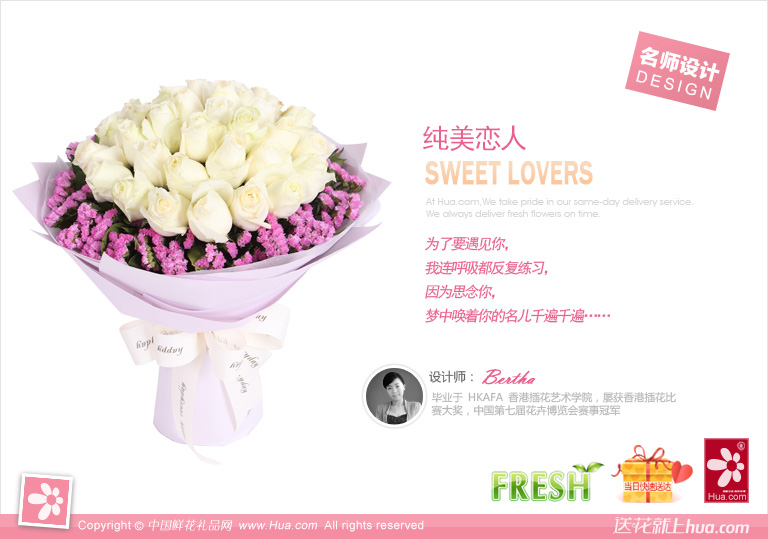 名师设计
DESIGN
纯美恋人
SWEET LOVERS
At Hua.com,We take pride in our same-day dellvery service.
We always deliver fresh flowers on time.
为了要遇见你，
我连呼吸都反复练习，
因为思念你，
梦中唤着你的名儿千遍千遍……
设计师： Bertha
毕业于 HKAFA 香港插花艺术学院，屡获香港插花比
赛大奖，中国第七届花卉博览会赛事冠军
happy
FRESH
当日快速送达
Hua.com
Copyright © 中国鲜花礼品网 www.Hua.com All rights reserved
送花就上hua.com